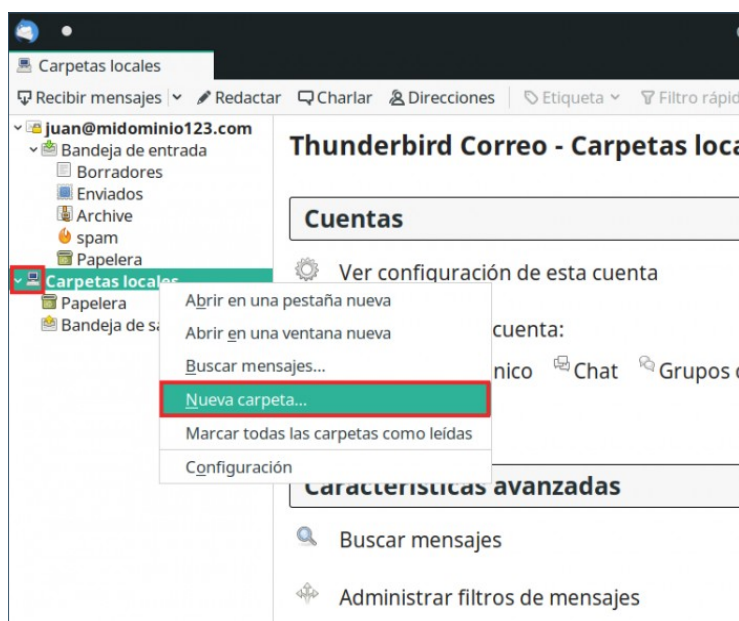 Carpetas locales
Recibir mensajes Redactar Charlar Direcciones Etiqueta Filtro rápid
juan@midominio123.com
Bandeja de entrada
Borradores
Enviados
Archive
spam
Papelera
Carpetas locales
Papelera
Bandeja de sa
Abrir en una pestaña nueva
Abrir en una ventana nueva
Buscar mensajes...
Nueva carpeta...
Marcar todas las carpetas como leídas
Configuración
Thunderbird Correo - Carpetas loca
Cuentas
Ver configuración de esta cuenta
cuenta:
nico Chat Grupos d
Características avanzadas
Buscar mensajes
Administrar filtros de mensajes